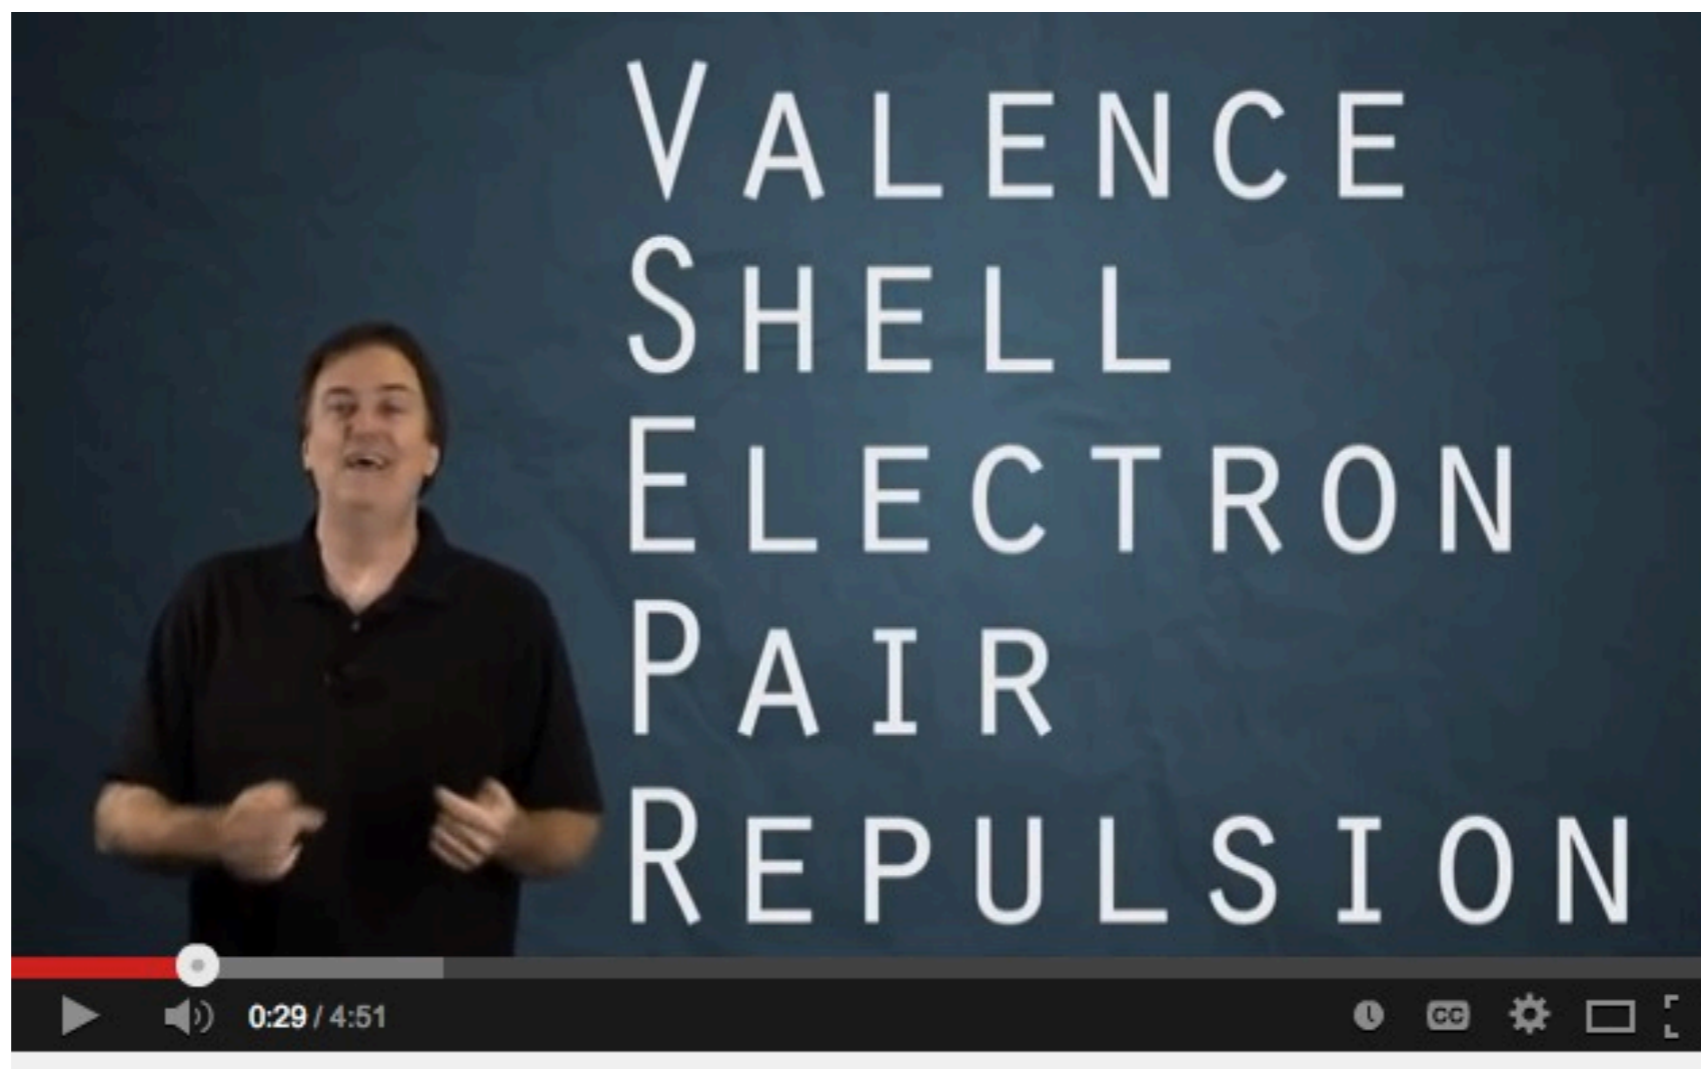 VALENCE
SHELL
ELECTRON
PAIR
REPULSION
0:29 / 4:51
CC